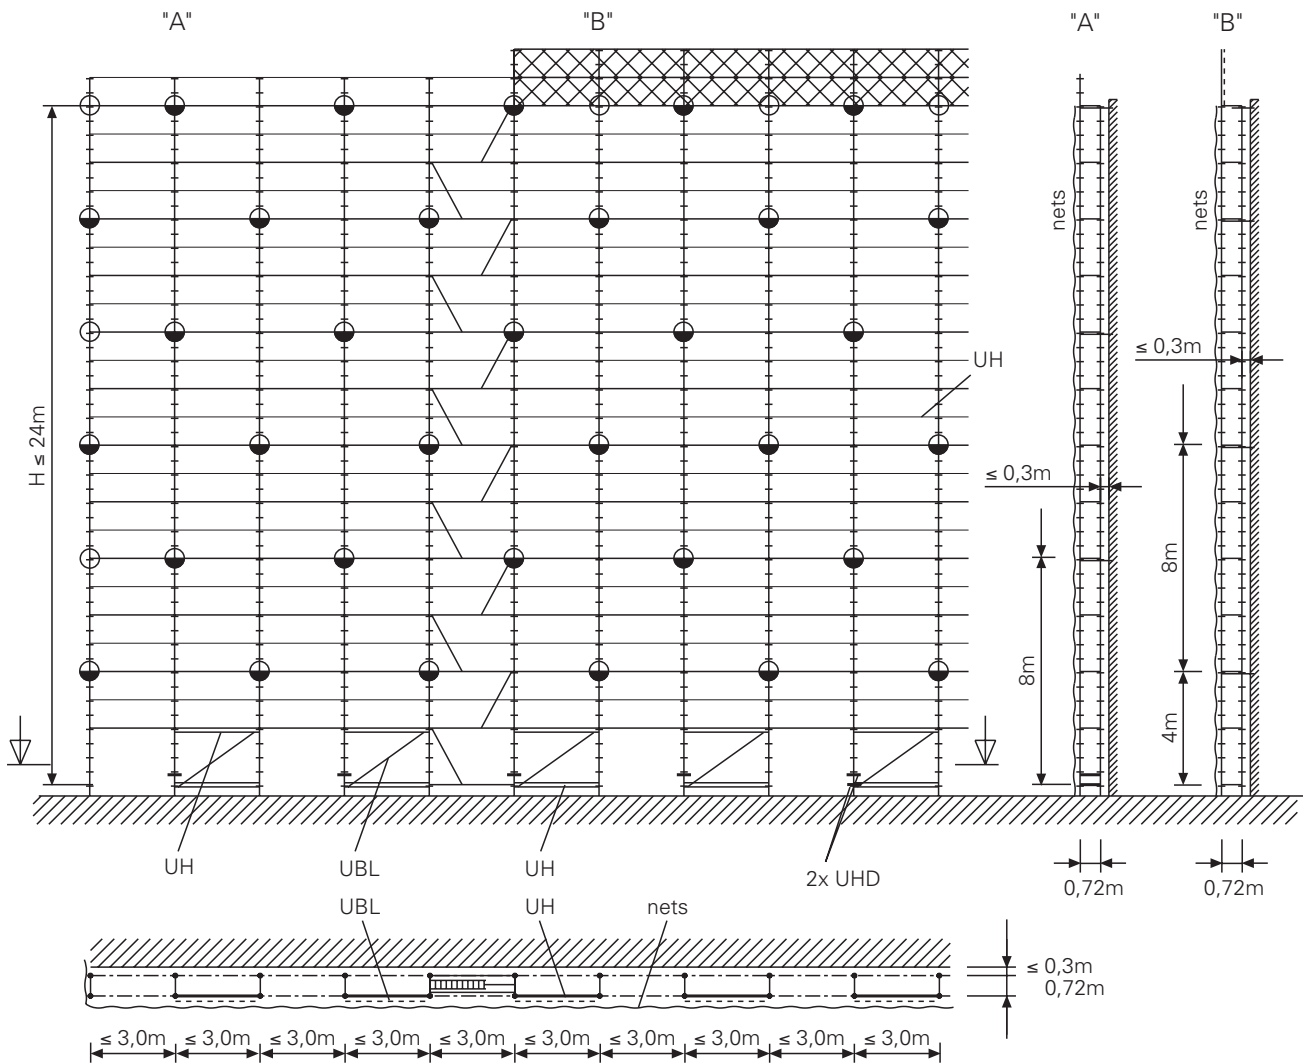 "A"
"B"
"A"
"B"
nets
nets
≤ 0,3m
UH
H ≤ 24m
≤ 0,3m
8m
8m
4m
UH
UBL
UH
2x UHD
0,72m
0,72m
UBL
UH
nets
≤ 0,3m
0,72m
≤ 3,0m
≤ 3,0m
≤ 3,0m
≤ 3,0m
≤ 3,0m
≤ 3,0m
≤ 3,0m
≤ 3,0m
≤ 3,0m
≤ 3,0m